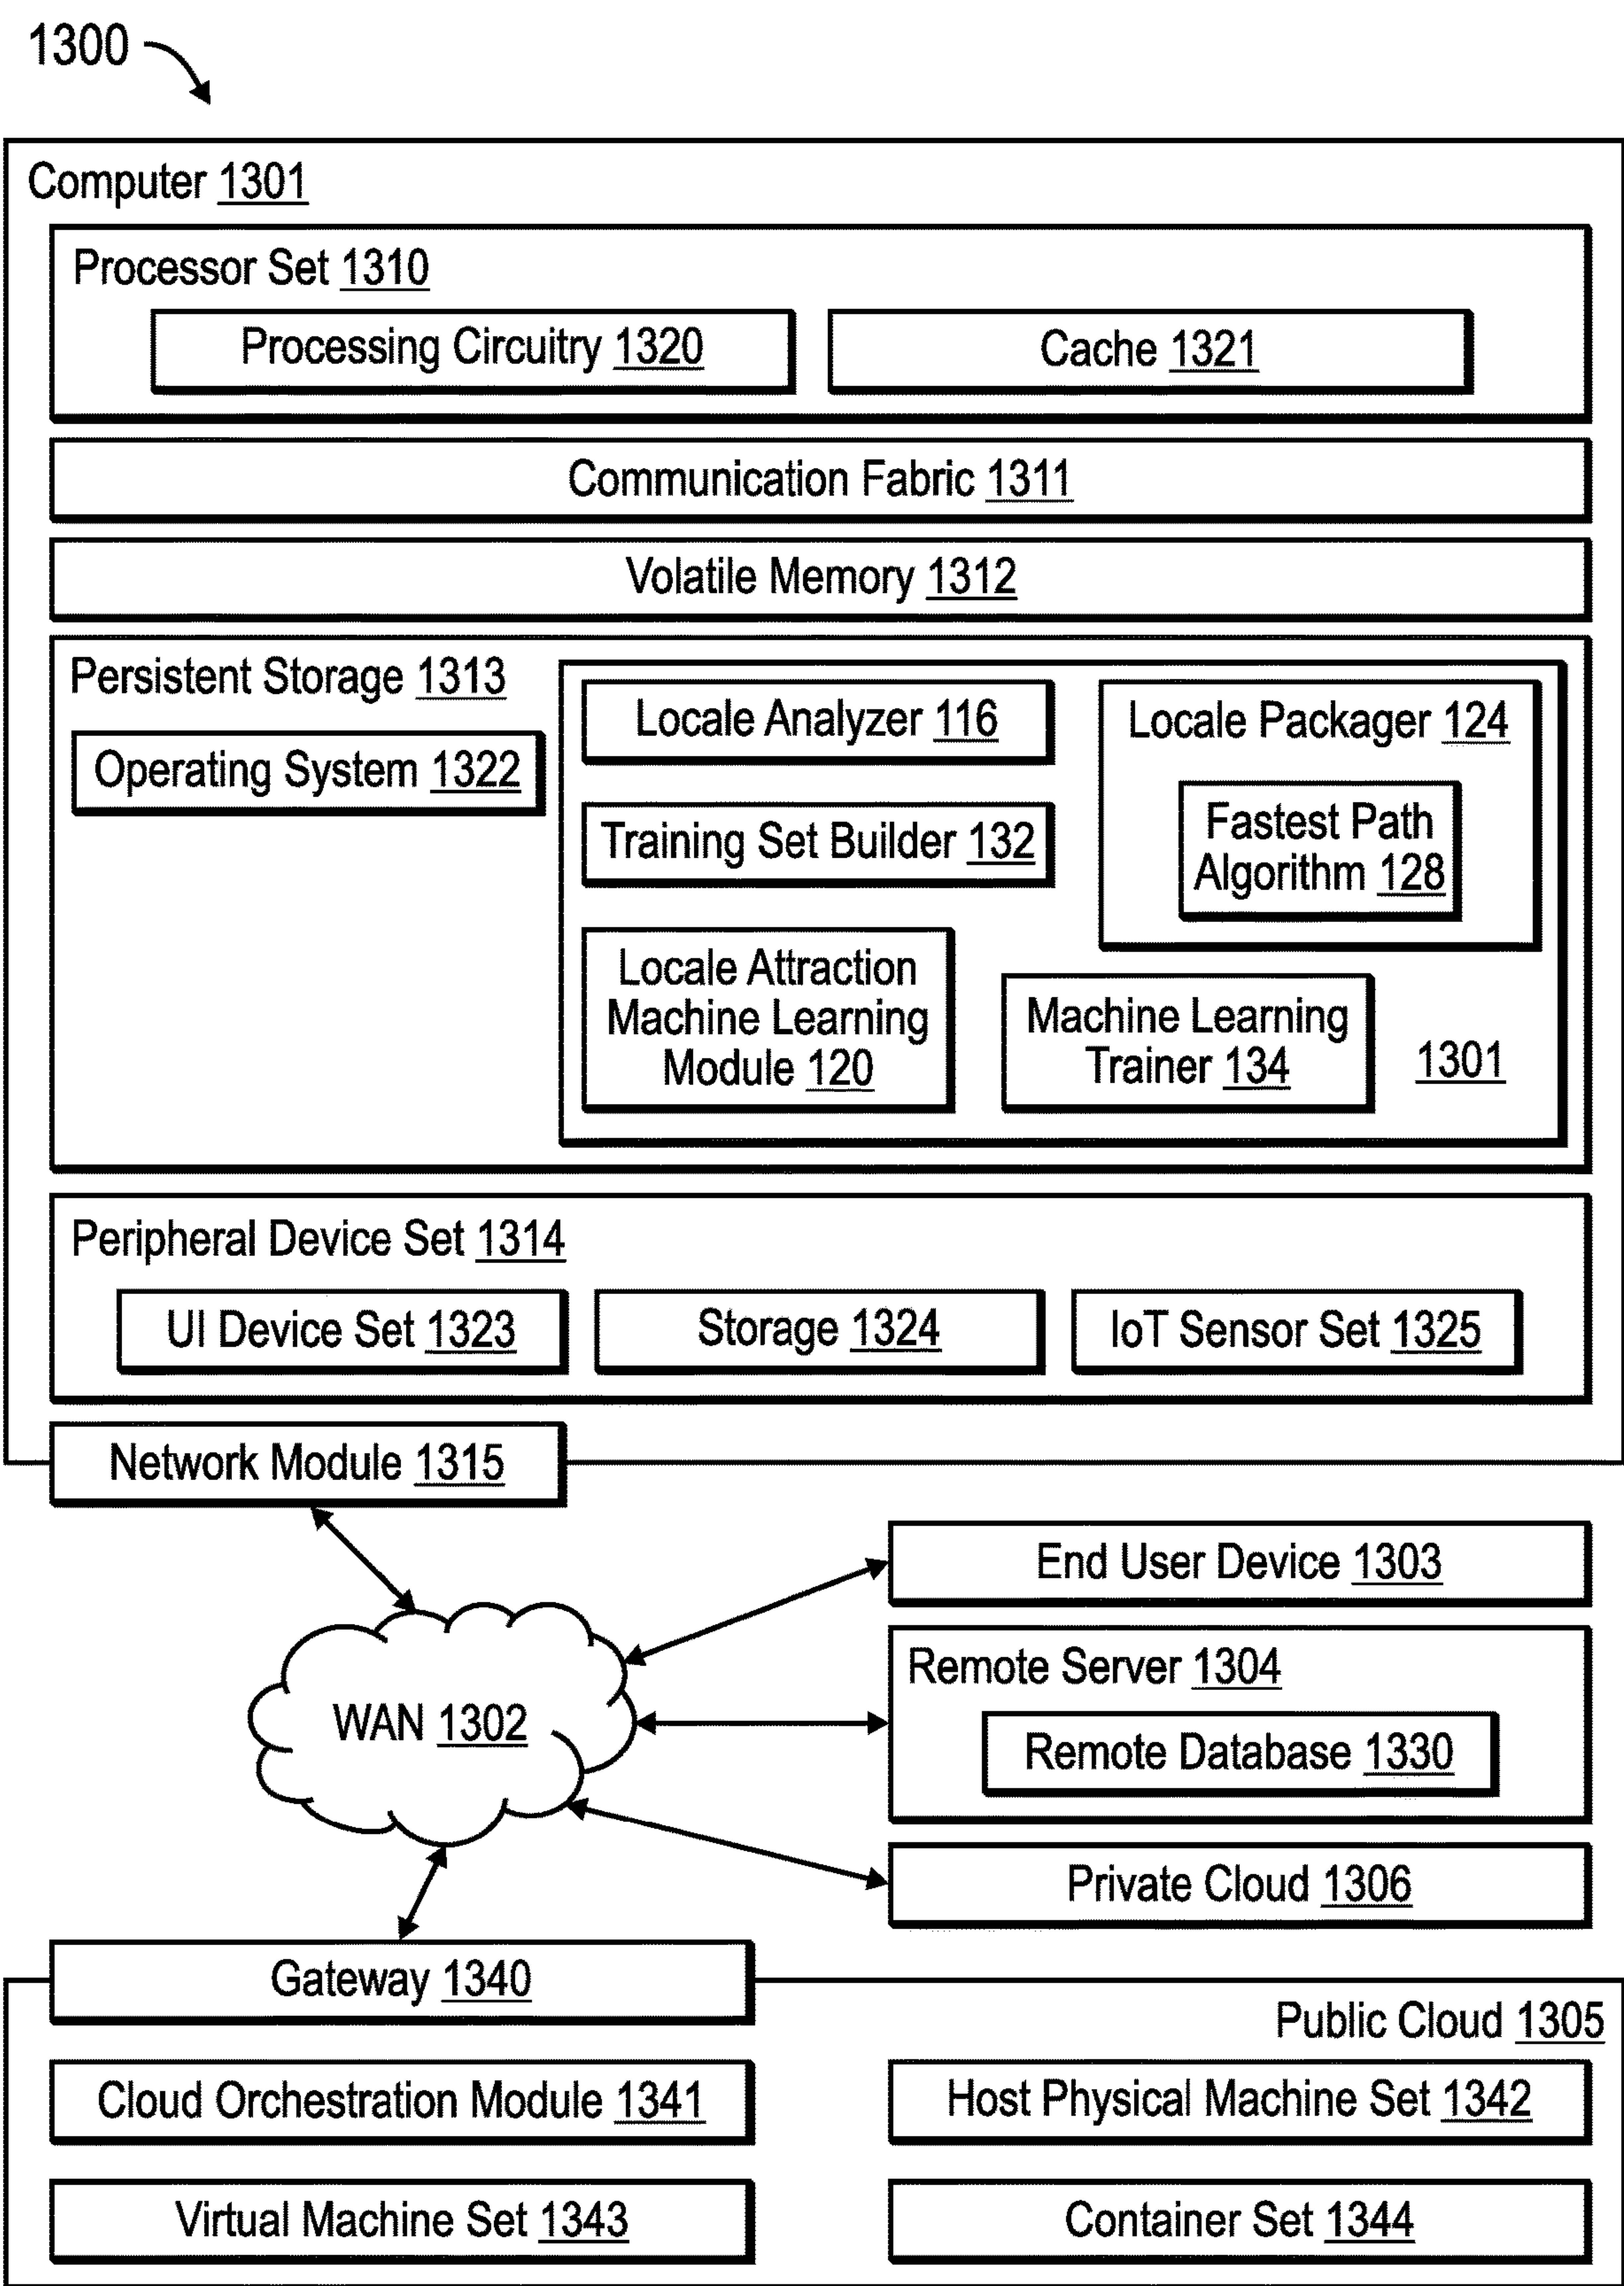 1300
Computer 1301
Processor Set 1310
Processing Circuitry 1320
Cache 1321
Communication Fabric 1311
Volatile Memory 1312
Persistent Storage 1313
Operating System 1322
Locale Analyzer 116
Training Set Builder 132
Locale Attraction
Machine Learning
Module 120
Locale Packager 124
Fastest Path
Algorithm 128
Machine Learning
Trainer 134
1301
Peripheral Device Set 1314
UI Device Set 1323
Storage 1324
IoT Sensor Set 1325
Network Module 1315
WAN 1302
End User Device 1303
Remote Server 1304
Remote Database 1330
Private Cloud 1306
Gateway 1340
Public Cloud 1305
Cloud Orchestration Module 1341
Host Physical Machine Set 1342
Virtual Machine Set 1343
Container Set 1344